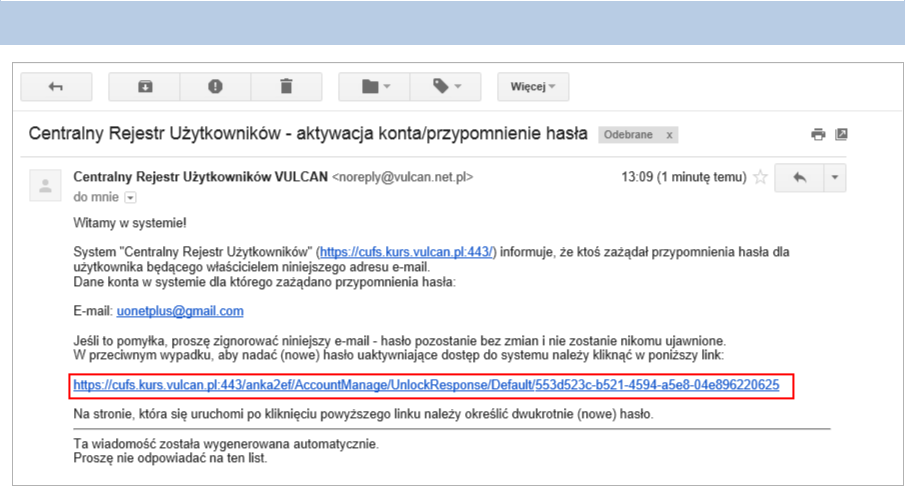 Więcej
Centralny Rejestr Użytkowników - aktywacja konta/przypomnienie hasła Odebrane x
Centralny Rejestr Użytkowników VULCAN <noreply@vulcan.net.pl> 13:09 (1 minutę temu)
do mnie
Witamy w systemie!
System "Centralny Rejestr Użytkowników" (https://cufs.kurs.vulcan.pl:443/) informuje, że ktoś zażądał przypomnienia hasła dla
użytkownika będącego właścicielem niniejszego adresu e-mail.
Dane konta w systemie dla którego zażądano przypomnienia hasła:
E-mail: uonetplus@gmail.com
Jeśli to pomyłka, proszę zignorować niniejszy e-mail - hasło pozostanie bez zmian i nie zostanie nikomu ujawnione.
W przeciwnym wypadku, aby nadać (nowe) hasło uaktywniające dostęp do systemu należy kliknąć w poniższy link:
https://cufs.kurs.vulcan.pl:443/anka2ef/AccountManage/UnlockResponse/Default/553d523c-b521-4594-a5e8-04e896220625
Na stronie, która się uruchomi po kliknięciu powyższego linku należy określić dwukrotnie (nowe) hasło.
Ta wiadomość została wygenerowana automatycznie.
Proszę nie odpowiadać na ten list.